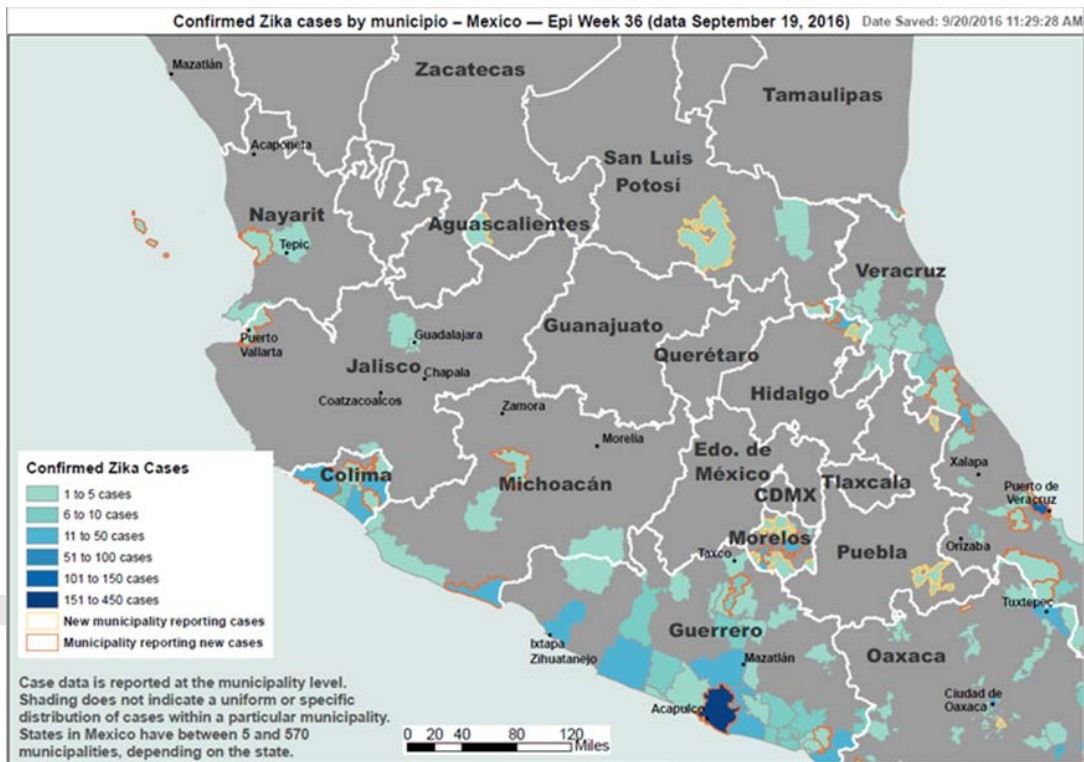 Confirmed Zika cases by municipio – Mexico — Epi Week 36 (data September 19, 2016) Date Saved: 9/20/2016 11:29:28 AM
Mazatlán
Zacatecas
Tamaulipas
Acaponeta
San Luis
Potosí
Nayarit
Aguascalientes
Tepic
Veracruz
Puerto
Vallarta
Guadalajara
Guanajuato
Querétaro
Jalisco
Chapala
Hidalgo
Coatzacoalcos
Zamora
Morelia
Edo. de
México
Xalapa
Confirmed Zika Cases
Colima
Michoacán
Tlaxcala
CDMX
Puerto de
Veracruz
1 to 5 cases
6 to 10 cases
11 to 50 cases
51 to 100 cases
101 to 150 cases
151 to 450 cases
New municipality reporting cases
Municipality reporting new cases
Morelos
Taxco
Puebla
Orizaba
Tuxtepec
Guerrero
Ixtapa
Zihuatanejo
Mazatlán
Oaxaca
Acapulco
Ciudad de
Oaxaca
Case data is reported at the municipality level.
Shading does not indicate a uniform or specific
distribution of cases within a particular municipality.
States in Mexico have between 5 and 570
municipalities, depending on the state.
0 10 20 40 60 80 100 120
Miles